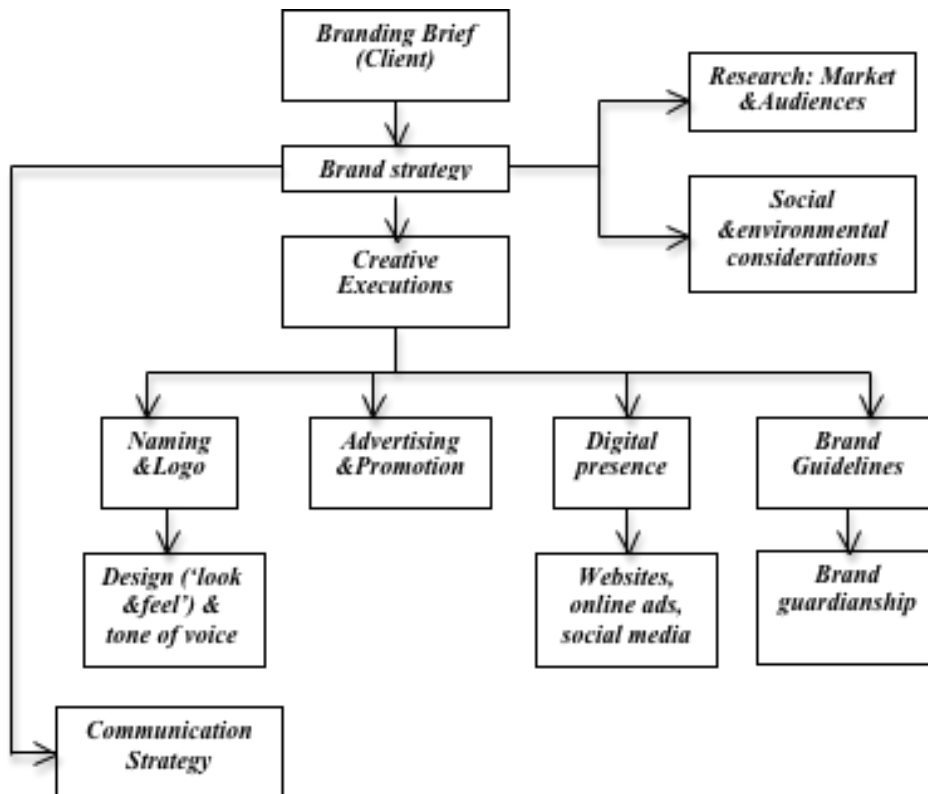 Branding Brief
(Client)
Research: Market
&Audiences
Brand strategy
Social
&environmental
considerations
Creative
Executions
Naming
&Logo
Advertising
&Promotion
Digital
presence
Brand
Guidelines
Design (‘look
&feel’) &
tone of voice
Websites,
online ads,
social media
Brand
guardianship
Communication
Strategy